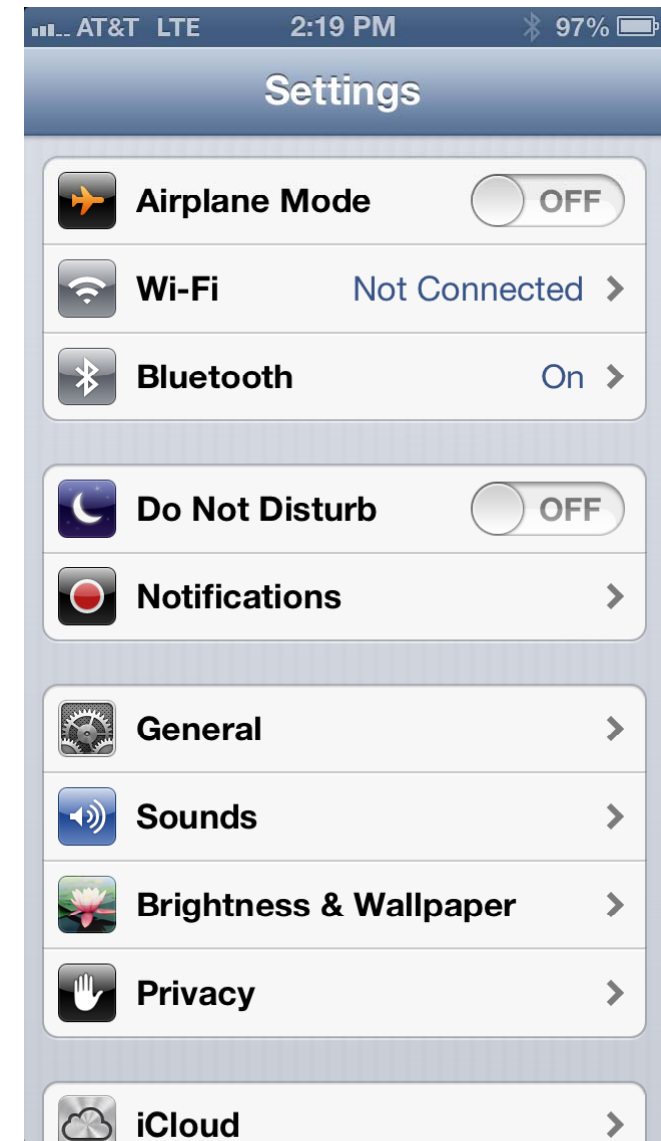 AT&T LTE 2:19 PM 97%
Settings
Airplane Mode OFF
Wi-Fi Not Connected
Bluetooth On
Do Not Disturb OFF
Notifications
General
Sounds
Brightness & Wallpaper
Privacy
iCloud